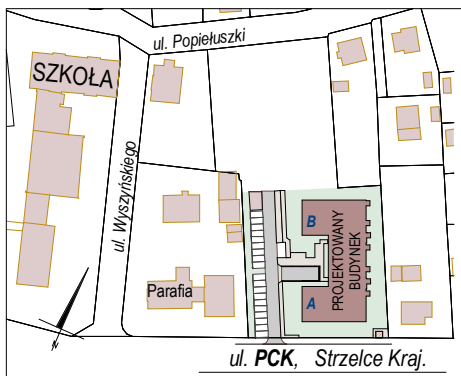 ul. Popiełuszki
SZKOŁA
ul. Wyszyńskiego
B
PROJEKTOWANY
BUDYNEK
Parafia
A
N
ul. PCK, Strzelce Kraj.